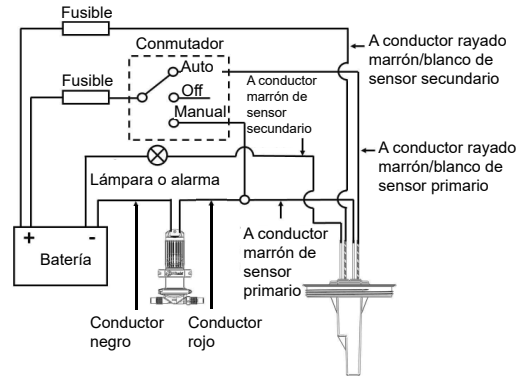 Fusible
Conmutador
Auto
Fusible
Off
Manual
A conductor
marrón de
sensor
secundario
A conductor rayado
marrón/blanco de
sensor secundario
A conductor rayado
marrón/blanco de
sensor primario
Lámpara o alarma
+ -
Batería
A conductor
marrón de
sensor
primario
Conductor
negro
Conductor
rojo